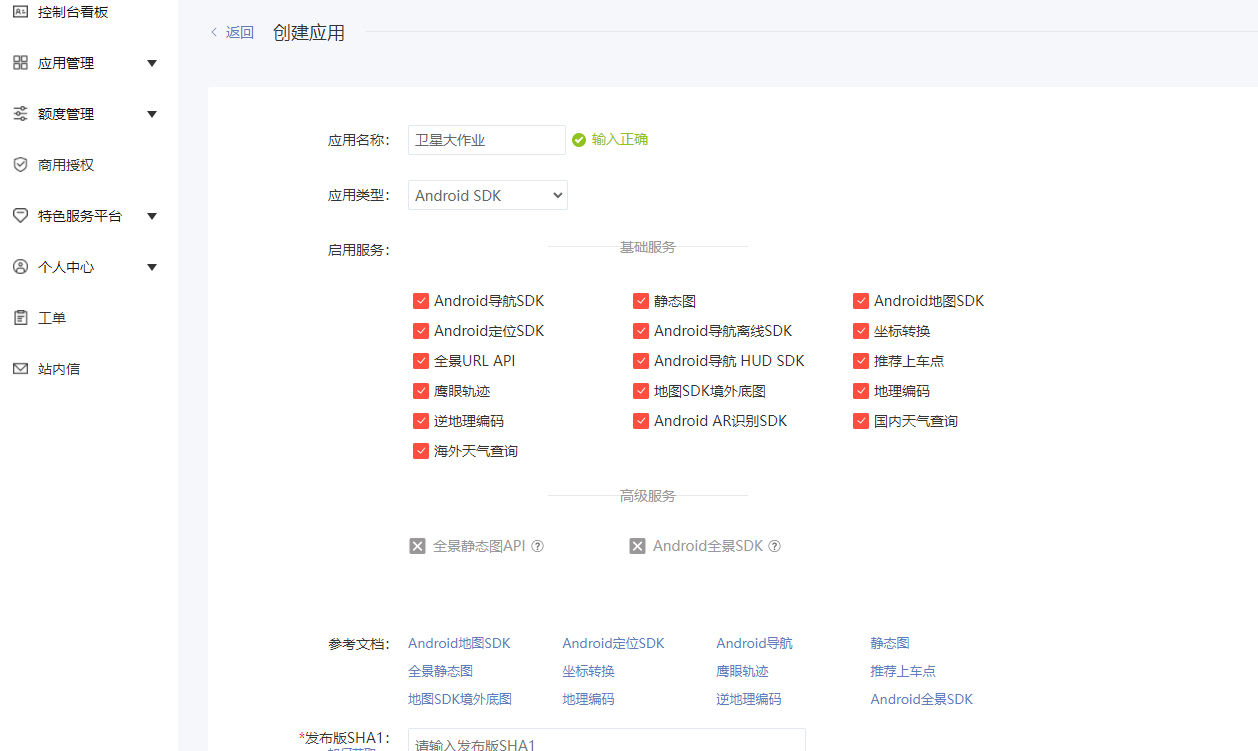 控制台看板
应用管理
额度管理
商用授权
特色服务平台
个人中心
工单
站内信
返回 创建应用
应用名称： 卫星大作业 输入正确
应用类型： Android SDK
启用服务： 基础服务
Android导航SDK 静态图 Android地图SDK
Android定位SDK Android导航离线SDK 坐标转换
全景URL API Android导航 HUD SDK 推荐上车点
鹰眼轨迹 地图SDK境外底图 地理编码
逆地理编码 Android AR识别SDK 国内天气查询
海外天气查询
高级服务
全景静态图API Android全景SDK
参考文档： Android地图SDK Android定位SDK Android导航 静态图
全景静态图 坐标转换 鹰眼轨迹 推荐上车点
地图SDK境外底图 地理编码 逆地理编码 Android全景SDK
*发布版SHA1： 请输入发布版SHA1